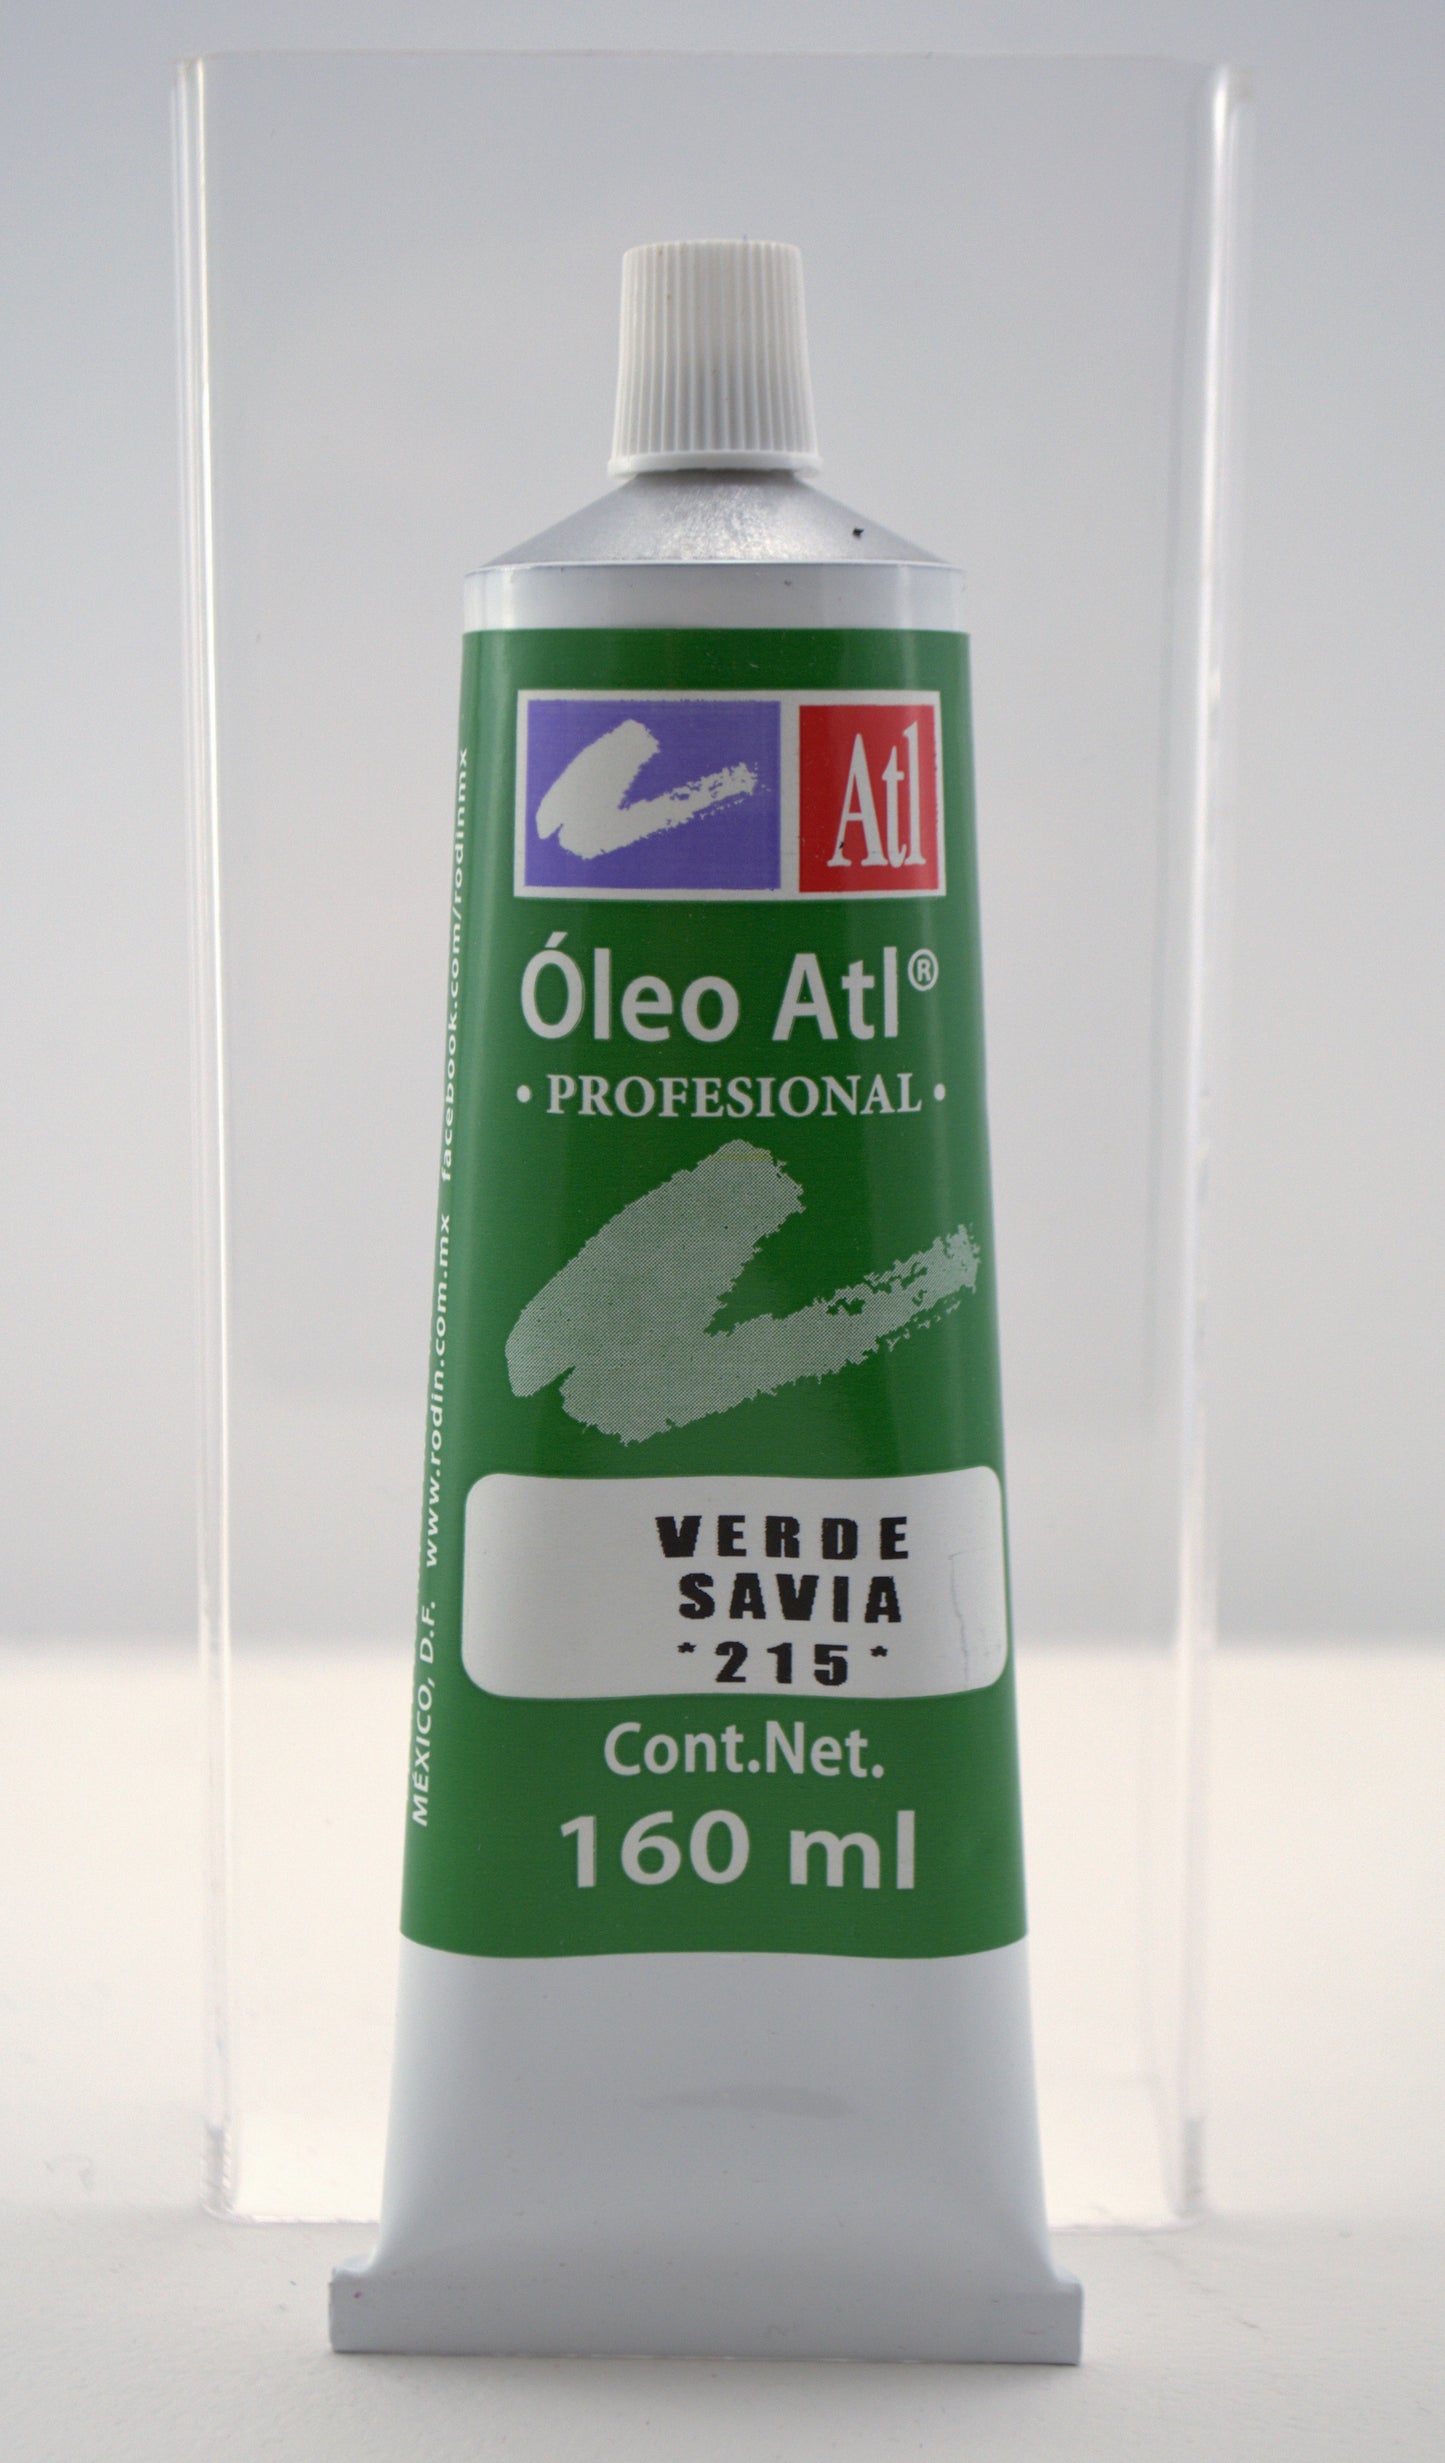 Atl
Óleo Atl®
• PROFESIONAL •
VERDE
SAVIA
*215*
Cont.Net.
160 ml
MÉXICO, D.F. www.rodin.com.mx facebook.com/rodinmx